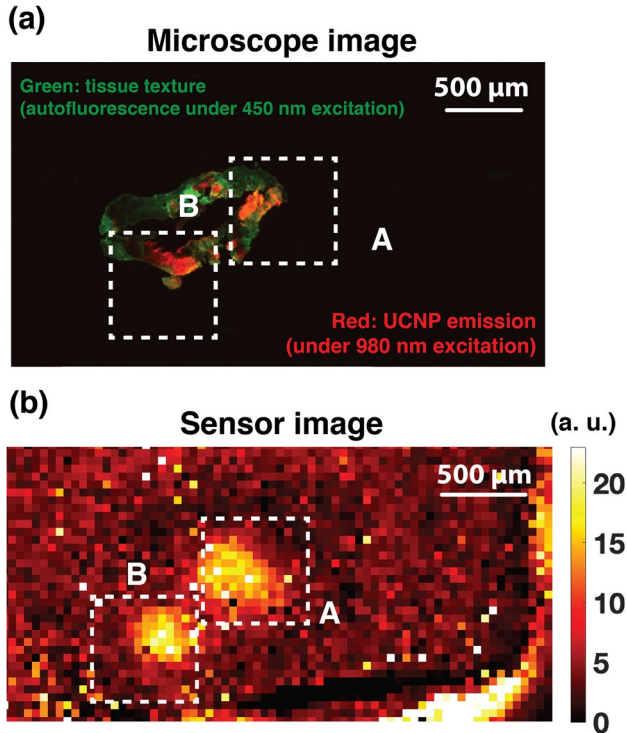 (a)
Microscope image
Green: tissue texture
(autofluorescence under 450 nm excitation)
500 µm
B
A
Red: UCNP emission
(under 980 nm excitation)
(b)
Sensor image
(a. u.)
500 µm
20
15
B
A
10
5
0